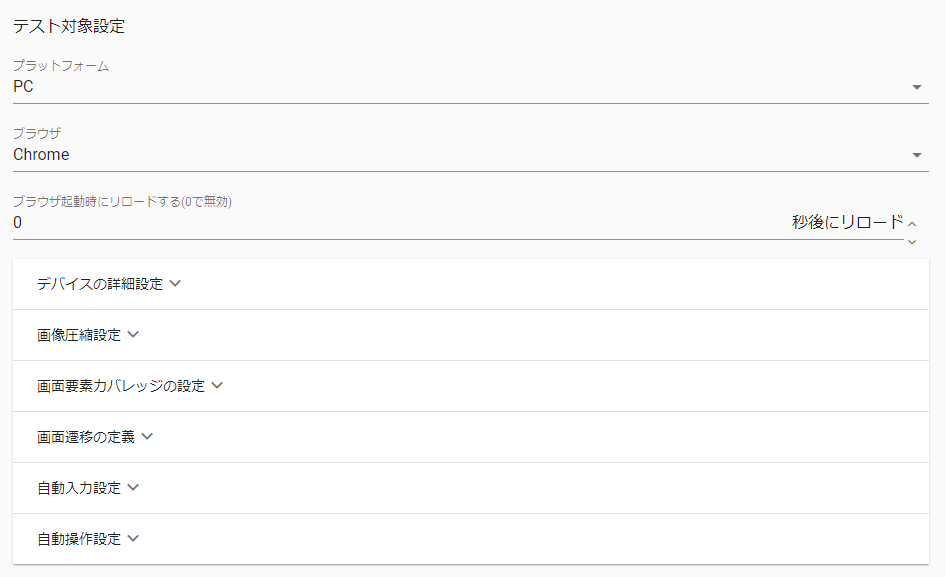 テスト対象設定
プラットフォーム
PC
ブラウザ
Chrome
ブラウザ起動時にリロードする(0で無効)
0 秒後にリロード
デバイスの詳細設定
画像圧縮設定
画面要素カバレッジの設定
画面遷移の定義
自動入力設定
自動操作設定